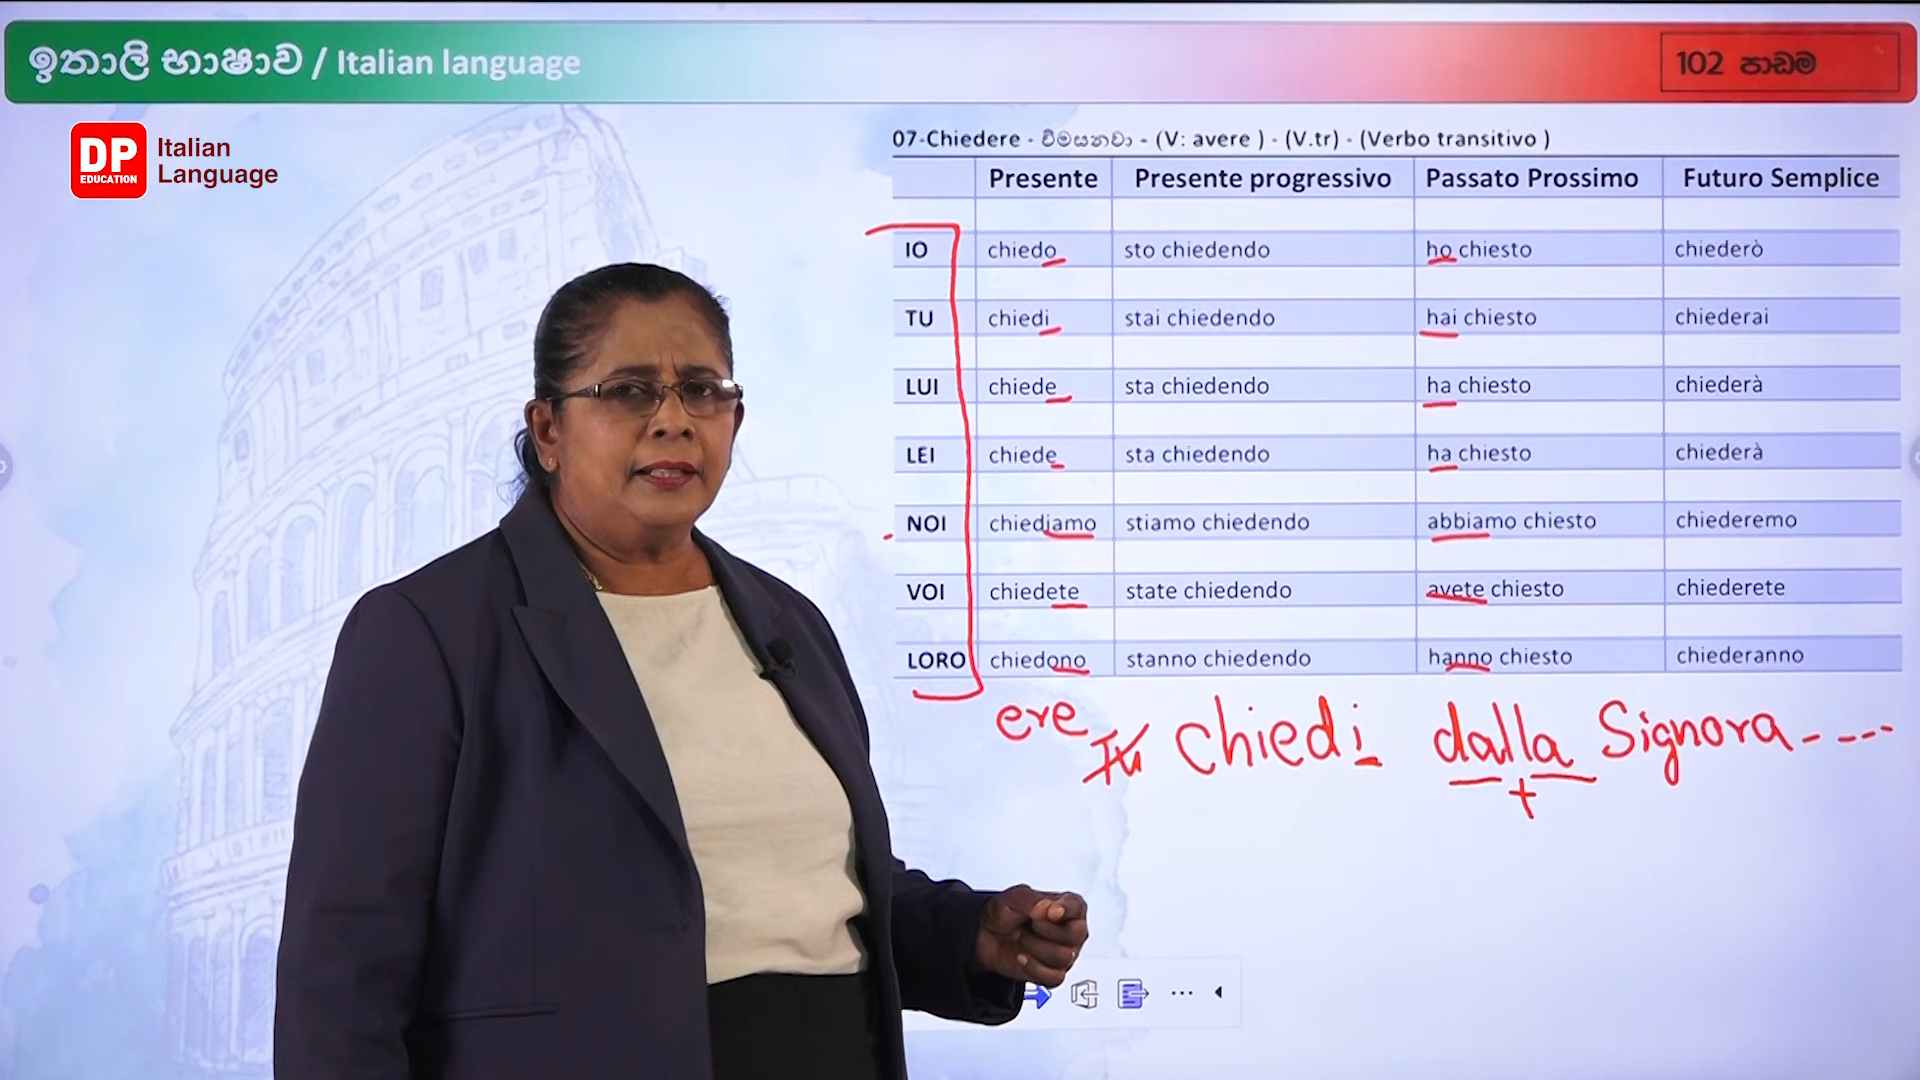 ඉතාලි භාෂාව / Italian language
102 පාඩම
DP EDUCATION
Italian Language
07-Chiedere - විමසනවා - (V: avere ) - (V.tr) - (Verbo transitivo )
Presente Presente progressivo Passato Prossimo Futuro Semplice
IO chiedo sto chiedendo ho chiesto chiederò
TU chiedi stai chiedendo hai chiesto chiederai
LUI chiede sta chiedendo ha chiesto chiederà
LEI chiede sta chiedendo ha chiesto chiederà
NOI chiediamo stiamo chiedendo abbiamo chiesto chiederemo
VOI chiedete state chiedendo avete chiesto chiederete
LORO chiedono stanno chiedendo hanno chiesto chiederanno
ere Tu chiedi dalla Signora ----
+